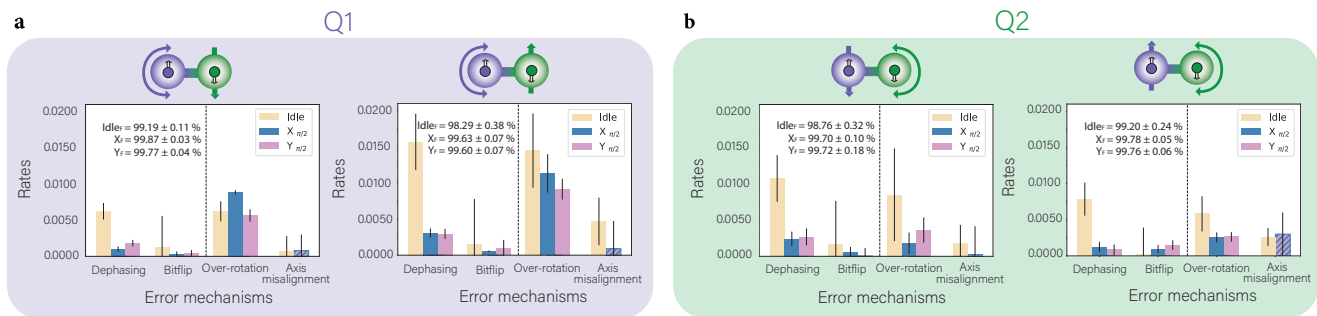 a
Q1
0.0200
0.0150
0.0100
0.0050
0.0000
Rates
IdleF = 99.19 ± 0.11 %
XF = 99.87 ± 0.03 %
YF = 99.77 ± 0.04 %
Idle
X π/2
Y π/2
Dephasing
Bitflip
Over-rotation
Axis
misalignment
Error mechanisms
0.0200
0.0150
0.0100
0.0050
0.0000
Rates
IdleF = 98.29 ± 0.38 %
XF = 99.63 ± 0.07 %
YF = 99.60 ± 0.07 %
Idle
X π/2
Y π/2
Dephasing
Bitflip
Over-rotation
Axis
misalignment
Error mechanisms
b
Q2
0.0200
0.0150
0.0100
0.0050
0.0000
Rates
IdleF = 98.76 ± 0.32 %
XF = 99.70 ± 0.10 %
YF = 99.72 ± 0.18 %
Idle
X π/2
Y π/2
Dephasing
Bitflip
Over-rotation
Axis
misalignment
Error mechanisms
0.0200
0.0150
0.0100
0.0050
0.0000
Rates
IdleF = 99.20 ± 0.24 %
XF = 99.78 ± 0.05 %
YF = 99.76 ± 0.06 %
Idle
X π/2
Y π/2
Dephasing
Bitflip
Over-rotation
Axis
misalignment
Error mechanisms